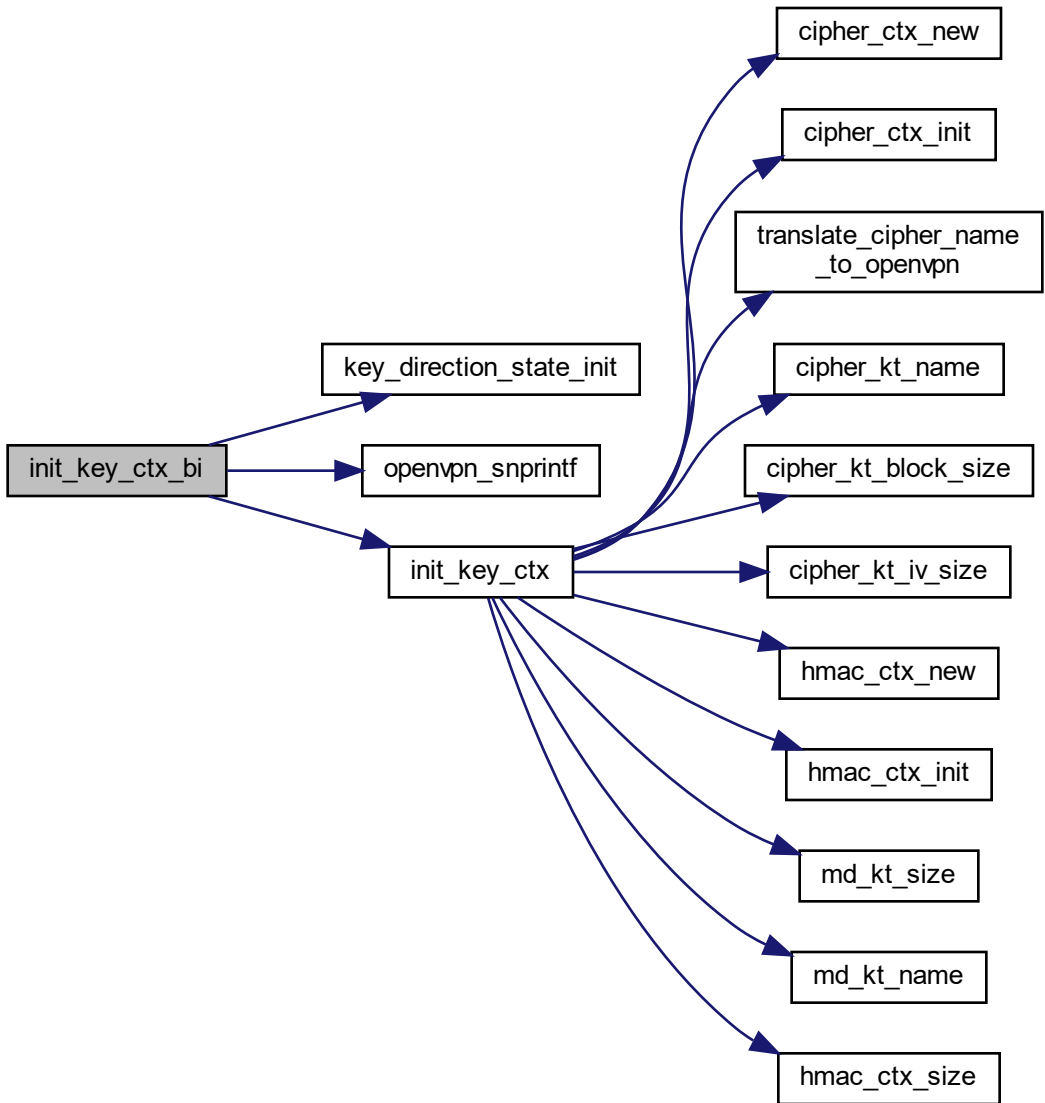 cipher_ctx_new
cipher_ctx_init
translate_cipher_name
_to_openvpn
key_direction_state_init
cipher_kt_name
init_key_ctx_bi
openvpn_snprintf
cipher_kt_block_size
init_key_ctx
cipher_kt_iv_size
hmac_ctx_new
hmac_ctx_init
md_kt_size
md_kt_name
hmac_ctx_size